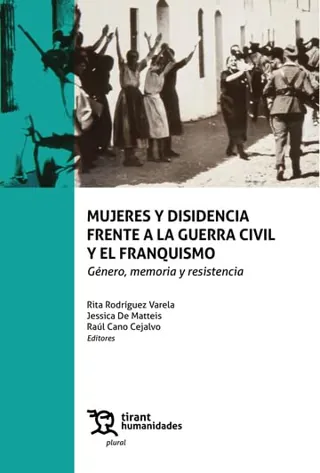 MUJERES Y DISIDENCIA
FRENTE A LA GUERRA CIVIL
Y EL FRANQUISMO
Género, memoria y resistencia
Rita Rodríguez Varela
Jessica De Matteis
Raúl Cano Cejalvo
Editores
tirant
humanidades
plural